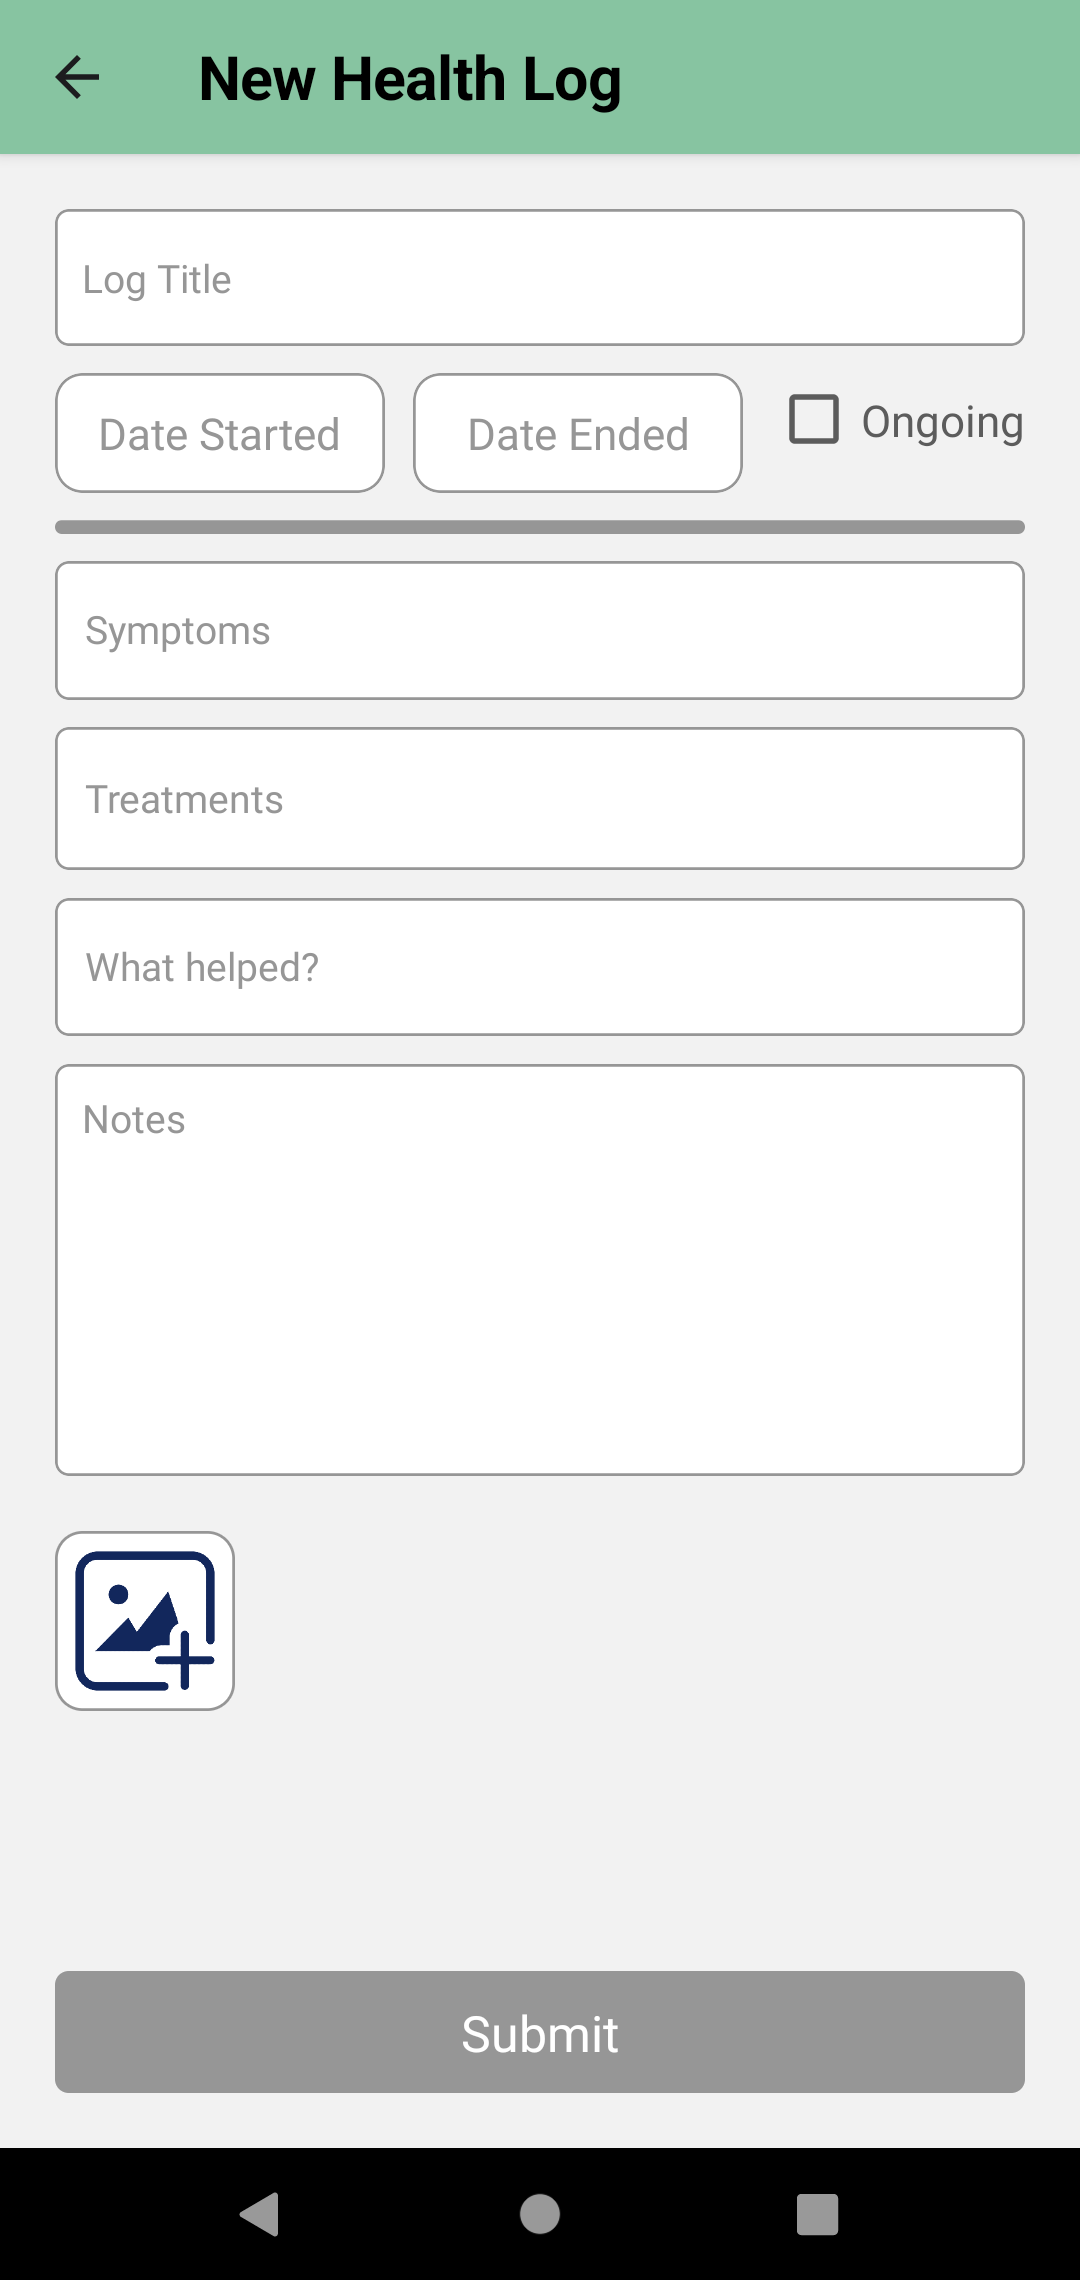 New Health Log
Log Title
Date Started Date Ended Ongoing
Symptoms
Treatments
What helped?
Notes
Submit